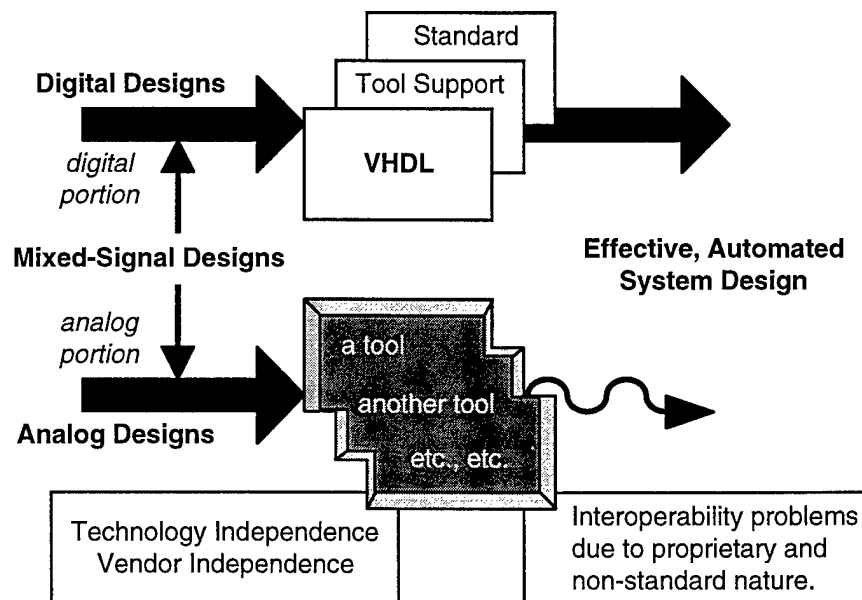 Standard
Digital Designs
Tool Support
VHDL
digital
portion
Mixed-Signal Designs
Effective, Automated
System Design
analog
portion
a tool
another tool
etc., etc.
Analog Designs
Technology Independence
Vendor Independence
Interoperability problems
due to proprietary and
non-standard nature.